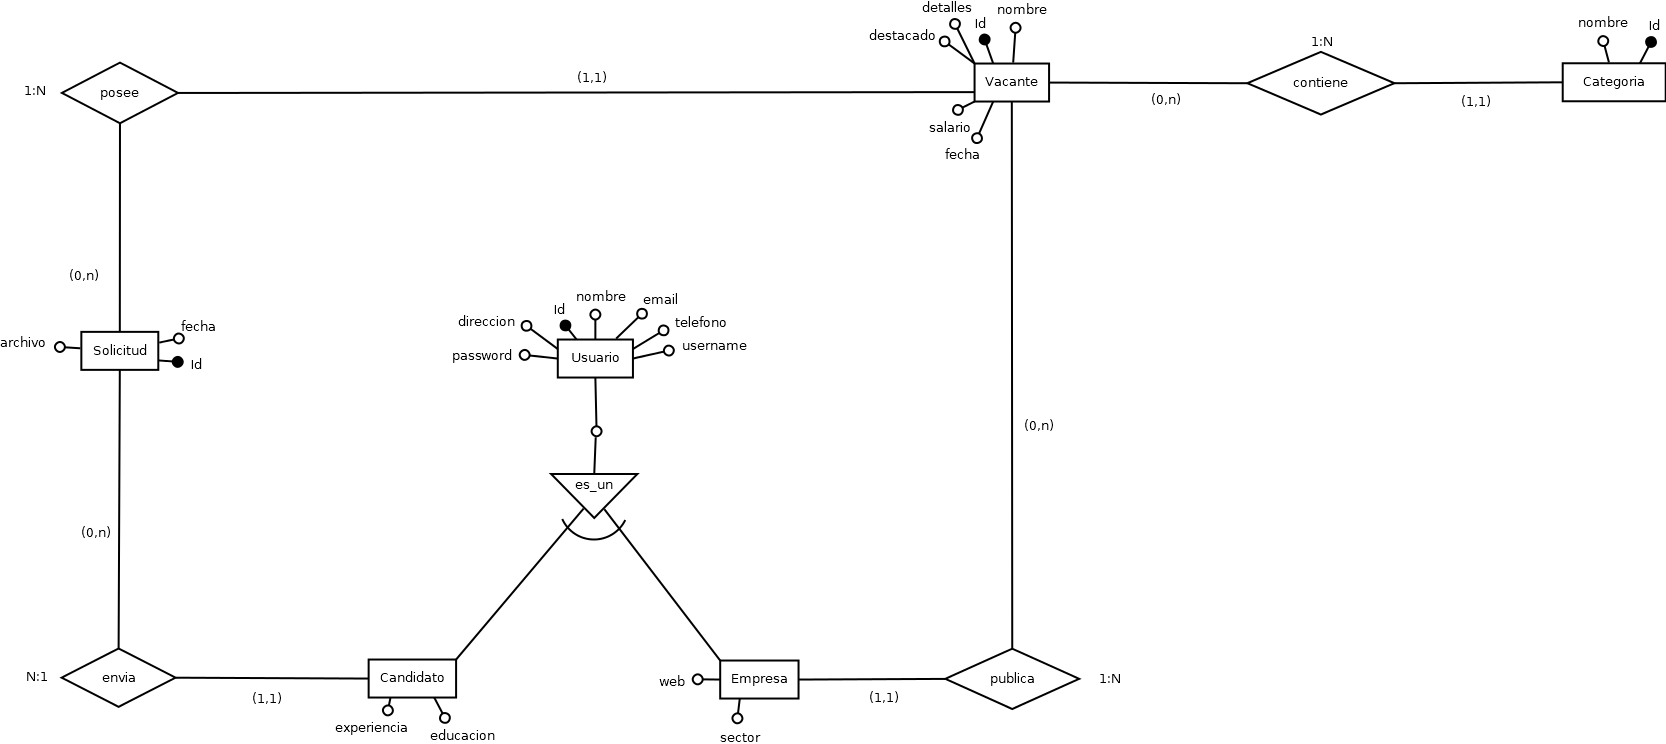 detalles
nombre
Id
destacado
nombre
Id
1:N
Vacante
contiene
Categoria
1:N
posee
(1,1)
(0,n)
(1,1)
salario
fecha
(0,n)
nombre
email
Id
direccion
telefono
fecha
archivo
Solicitud
Id
password
Usuario
username
(0,n)
es_un
(0,n)
N:1
envia
(1,1)
Candidato
experiencia
educacion
web
Empresa
sector
(1,1)
publica
1:N